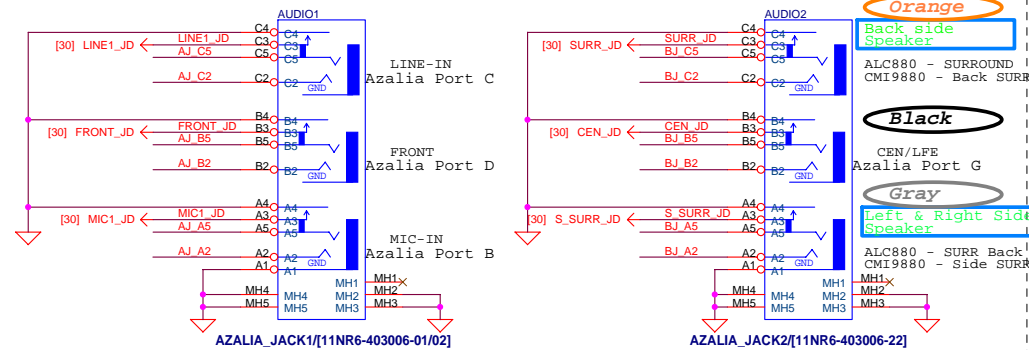 AUDIO1
C4 C4
[30] LINE1_JD LINE1_JD C3 C3
AJ_C5 C5 C5
LINE-IN
AJ_C2 C2 C2 GND
Azalia Port C
B4 B4
[30] FRONT_JD FRONT_JD B3 B3
AJ_B5 B5 B5
FRONT
AJ_B2 B2 B2 GND
Azalia Port D
A4 A4
[30] MIC1_JD MIC1_JD A3 A3
AJ_A5 A5 A5
MIC-IN
AJ_A2 A2 A2 GND
Azalia Port B
A1 A1
MH1 MH1
MH4 MH4 MH2 MH2
MH5 MH5 MH3 MH3
AZALIA_JACK1/[11NR6-403006-01/02]
AUDIO2
C4 C4
[30] SURR_JD SURR_JD C3 C3
BJ_C5 C5 C5
BJ_C2 C2 C2 GND
B4 B4
[30] CEN_JD CEN_JD B3 B3
BJ_B5 B5 B5
BJ_B2 B2 B2 GND
A4 A4
[30] S_SURR_JD S_SURR_JD A3 A3
BJ_A5 A5 A5
BJ_A2 A2 A2 GND
A1 A1
MH1 MH1
MH4 MH4 MH2 MH2
MH5 MH5 MH3 MH3
AZALIA_JACK2/[11NR6-403006-22]
Orange
Back side
Speaker
ALC880 - SURROUND
CMI9880 - Back SURR
Black
CEN/LFE
Azalia Port G
Gray
Left & Right Side
Speaker
ALC880 - SURR Back
CMI9880 - Side SURR